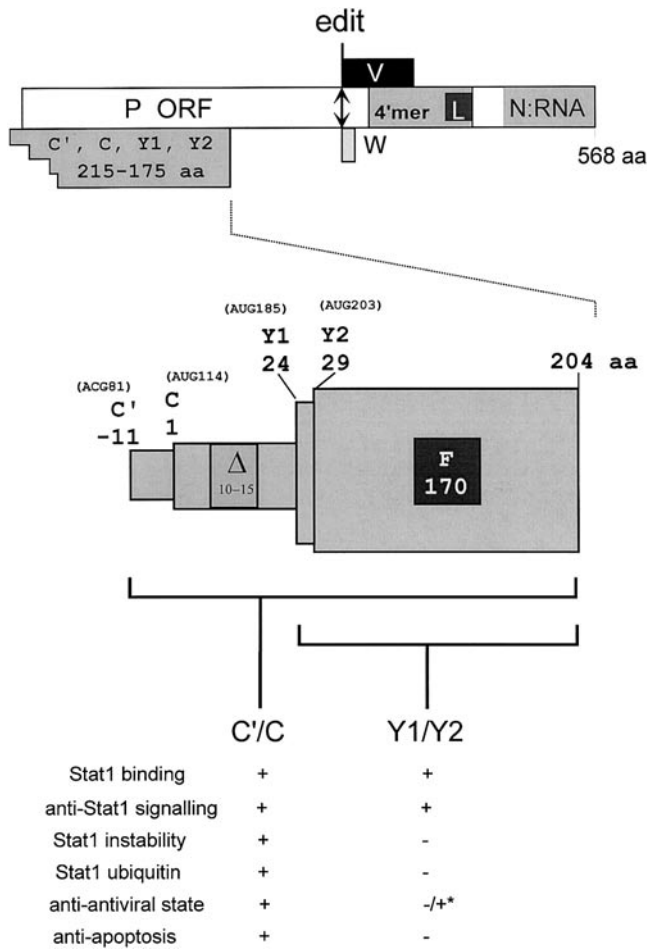 edit
V
P ORF
4'mer L N:RNA
C', C, Y1, Y2
215-175 aa
W
568 aa
(AUG185) (AUG203)
Y1 Y2
24 29 204 aa
(ACG81) (AUG114)
C' C
-11 1
Δ F
10-15 170
C'/C Y1/Y2
Stat1 binding + +
anti-Stat1 signalling + +
Stat1 instability + -
Stat1 ubiquitin + -
anti-antiviral state + -/+*
anti-apoptosis + -